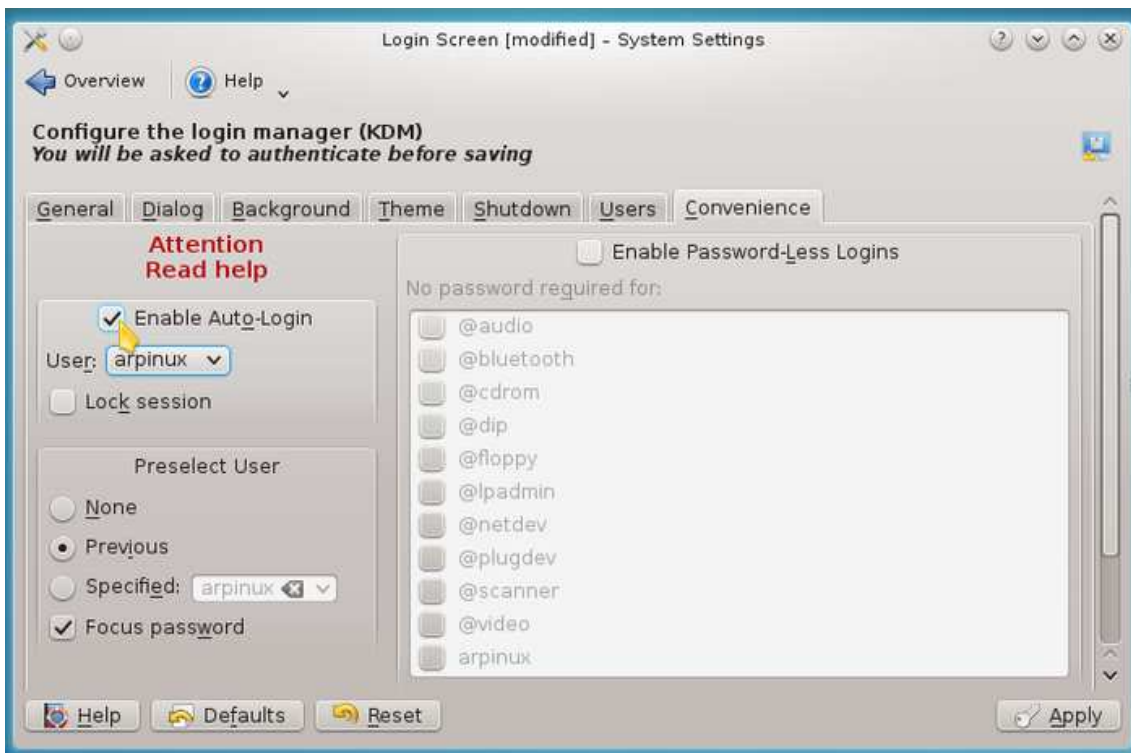 Login Screen [modified] – System Settings
Overview
Help
Configure the login manager (KDM)
You will be asked to authenticate before saving
General Dialog Background Theme Shutdown Users Convenience
Attention
Read help
Enable Auto-Login
User: arpinux
Lock session
Preselect User
None
Previous
Specified: arpinux
Focus password
Enable Password-Less Logins
No password required for:
@audio
@bluetooth
@cdrom
@dip
@floppy
@lpadmin
@netdev
@plugdev
@scanner
@video
arpinux
Help Defaults Reset Apply